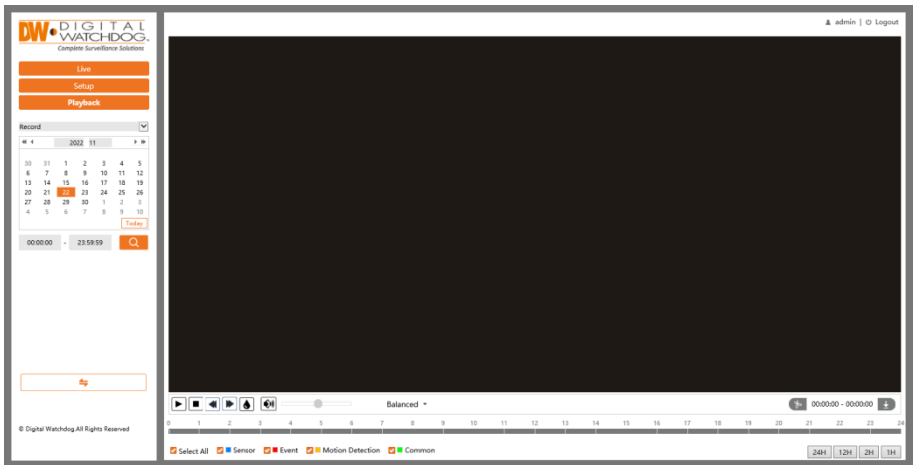 DW DIGITAL
WATCHDOG.
Complete Surveillance Solutions
admin | Logout
Live
Setup
Playback
Record
2022 11
30 31 1 2 3 4 5
6 7 8 9 10 11 12
13 14 15 16 17 18 19
20 21 22 23 24 25 26
27 28 29 30 1 2 3
4 5 6 7 8 9 10
Today
00:00:00 - 23:59:59
Balanced
00:00:00 - 00:00:00
0 1 2 3 4 5 6 7 8 9 10 11 12 13 14 15 16 17 18 19 20 21 22 23 24
© Digital Watchdog.All Rights Reserved
Select All Sensor Event Motion Detection Common
24H 12H 2H 1H